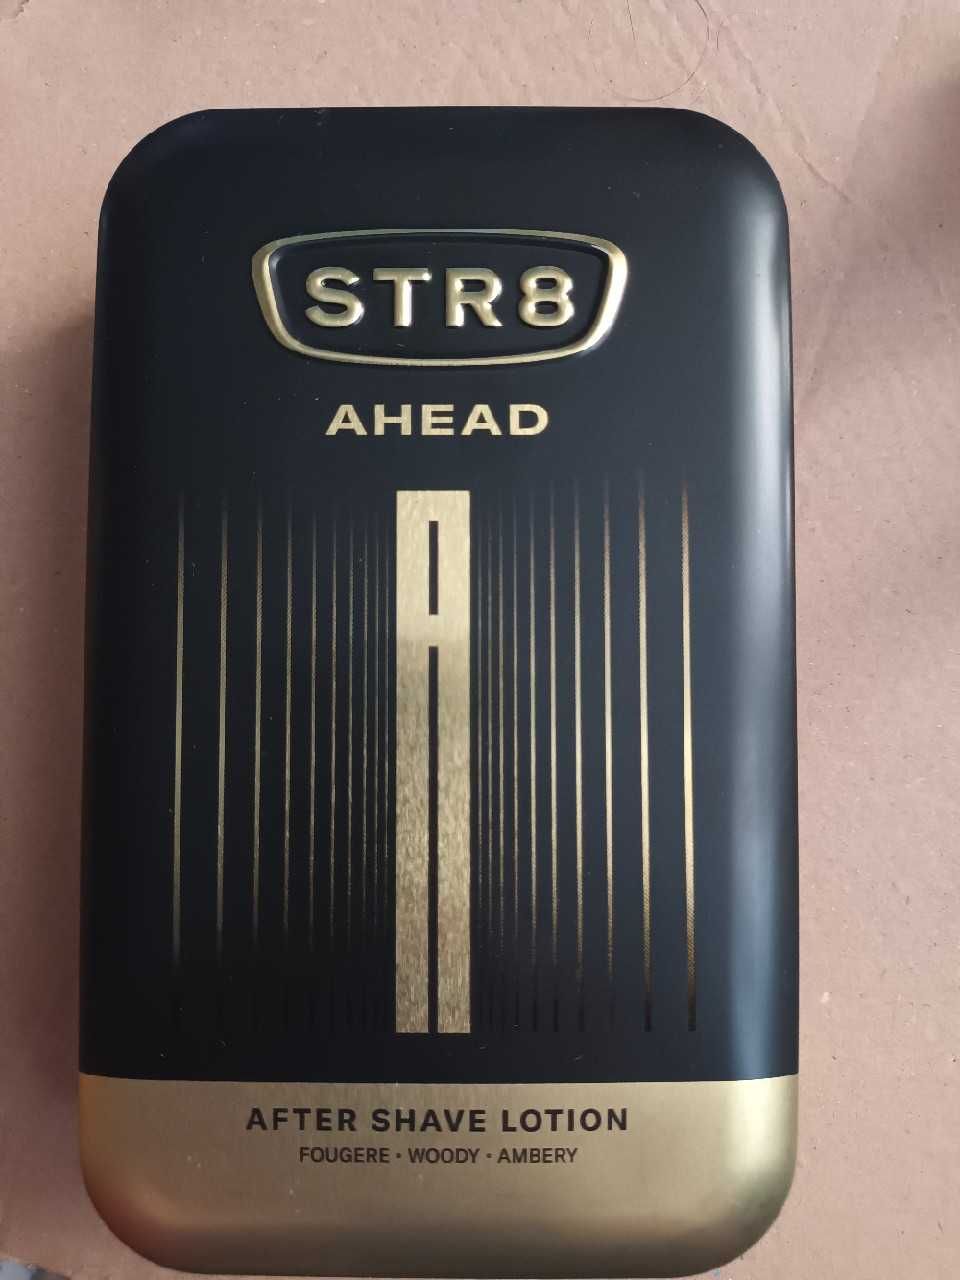 STR8
AHEAD
A
AFTER SHAVE LOTION
FOUGERE • WOODY • AMBERY